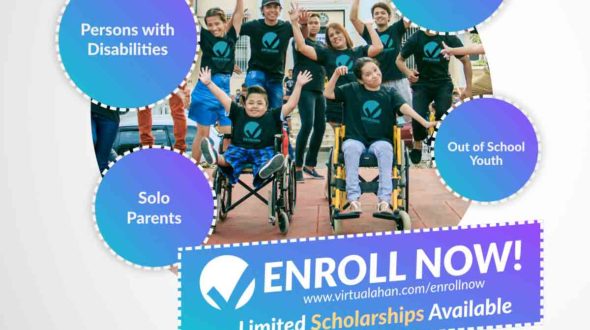 Persons with
Disabilities
Out of School
Youth
Solo
Parents
ENROLL NOW!
www.virtualahan.com/enrollnow
Limited Scholarships Available